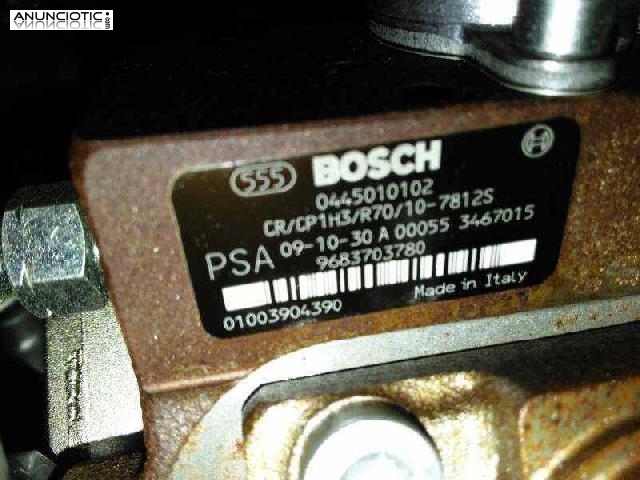 ANUNCIOTIC
.com
555 BOSCH
0445010102
CR/CP1H3/R70/10-7812S
PSA 09-10-30 A 00055 3467015
9683703780
Made in Italy
01003904390